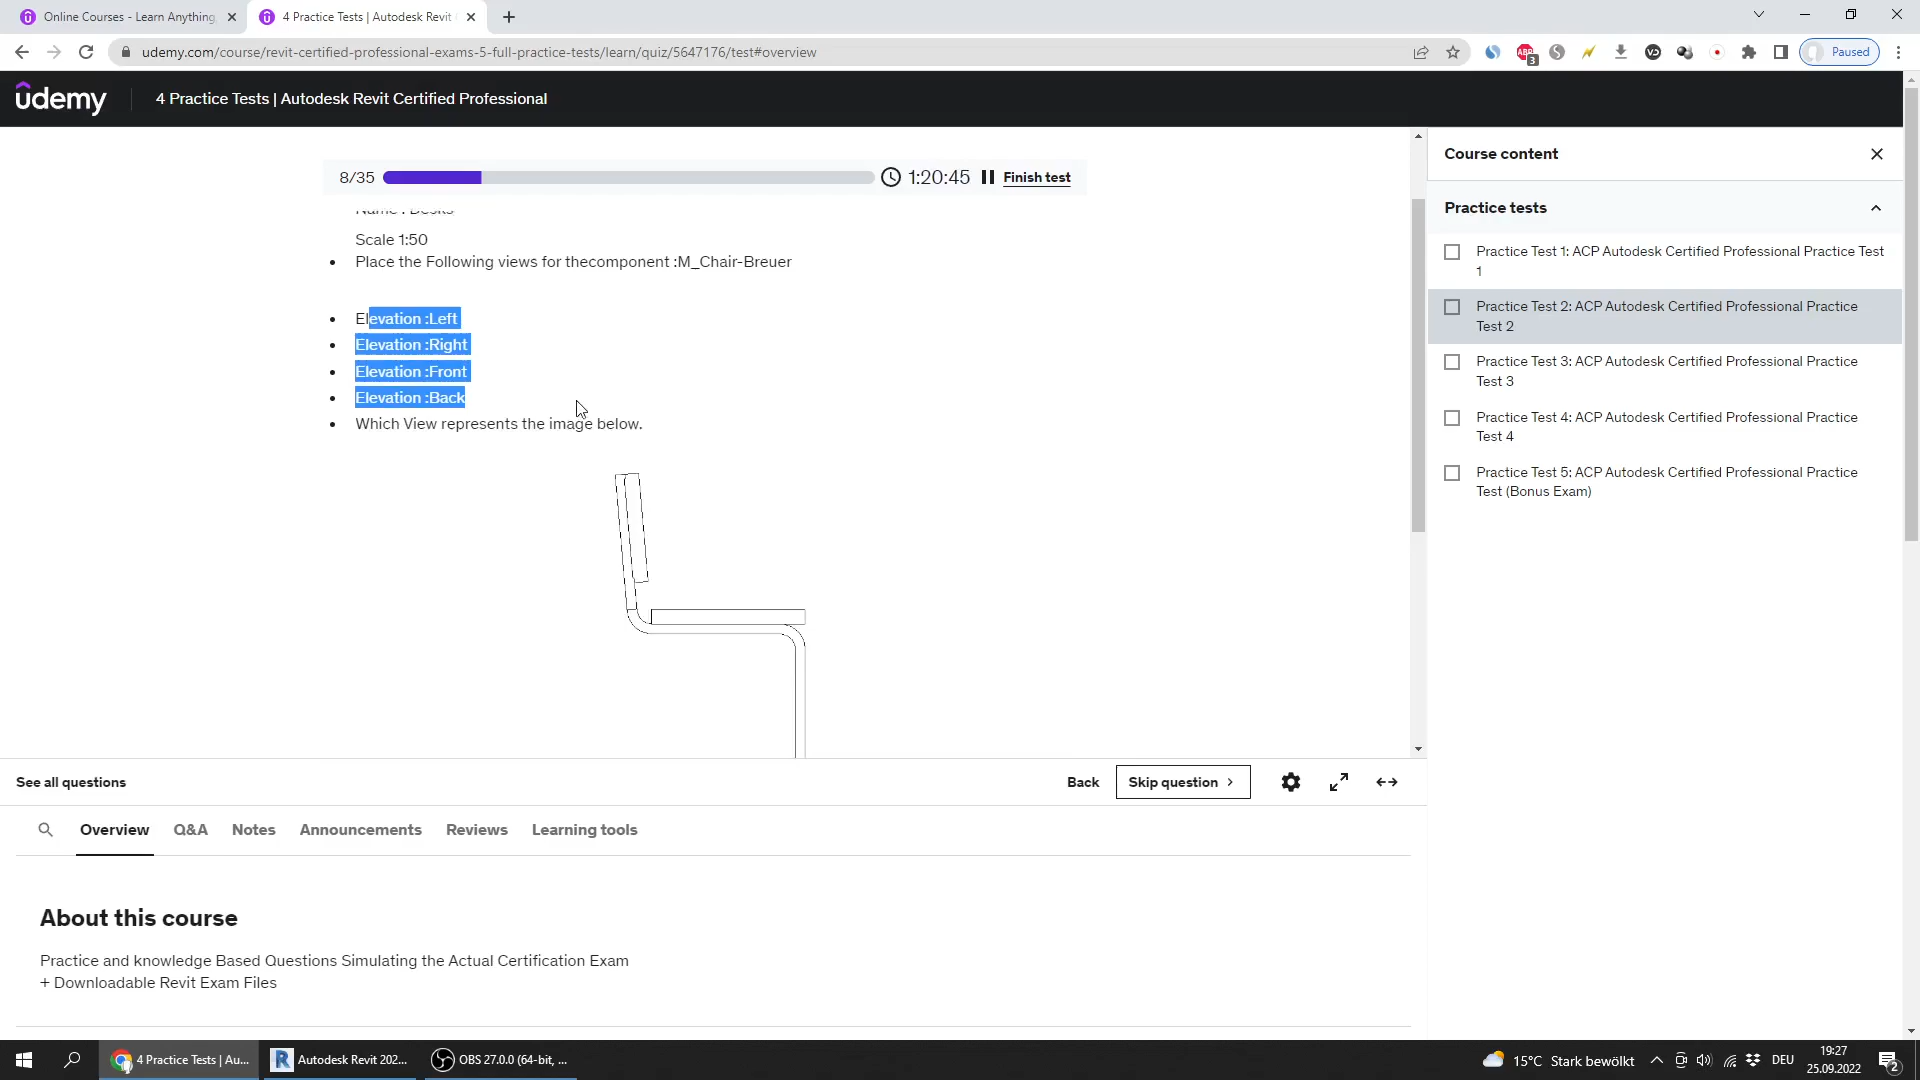 Online Courses - Learn Anything,
4 Practice Tests | Autodesk Revit
udemy.com/course/revit-certified-professional-exams-5-full-practice-tests/learn/quiz/5647176/test#overview
ABP
3
VD
Paused
udemy
4 Practice Tests | Autodesk Revit Certified Professional
8/35
1:20:45
Finish test
Name : Desks
Scale 1:50
Place the Following views for thecomponent :M_Chair-Breuer
Elevation :Left
Elevation :Right
Elevation :Front
Elevation :Back
Which View represents the image below.
Course content
Practice tests
Practice Test 1: ACP Autodesk Certified Professional Practice Test
1
Practice Test 2: ACP Autodesk Certified Professional Practice
Test 2
Practice Test 3: ACP Autodesk Certified Professional Practice
Test 3
Practice Test 4: ACP Autodesk Certified Professional Practice
Test 4
Practice Test 5: ACP Autodesk Certified Professional Practice
Test (Bonus Exam)
See all questions
Back
Skip question
Overview
Q&A
Notes
Announcements
Reviews
Learning tools
About this course
Practice and knowledge Based Questions Simulating the Actual Certification Exam
+ Downloadable Revit Exam Files
4 Practice Tests | Au...
R
Autodesk Revit 202...
OBS 27.0.0 (64-bit, ...
15°C Stark bewölkt
DEU
19:27
25.09.2022
2